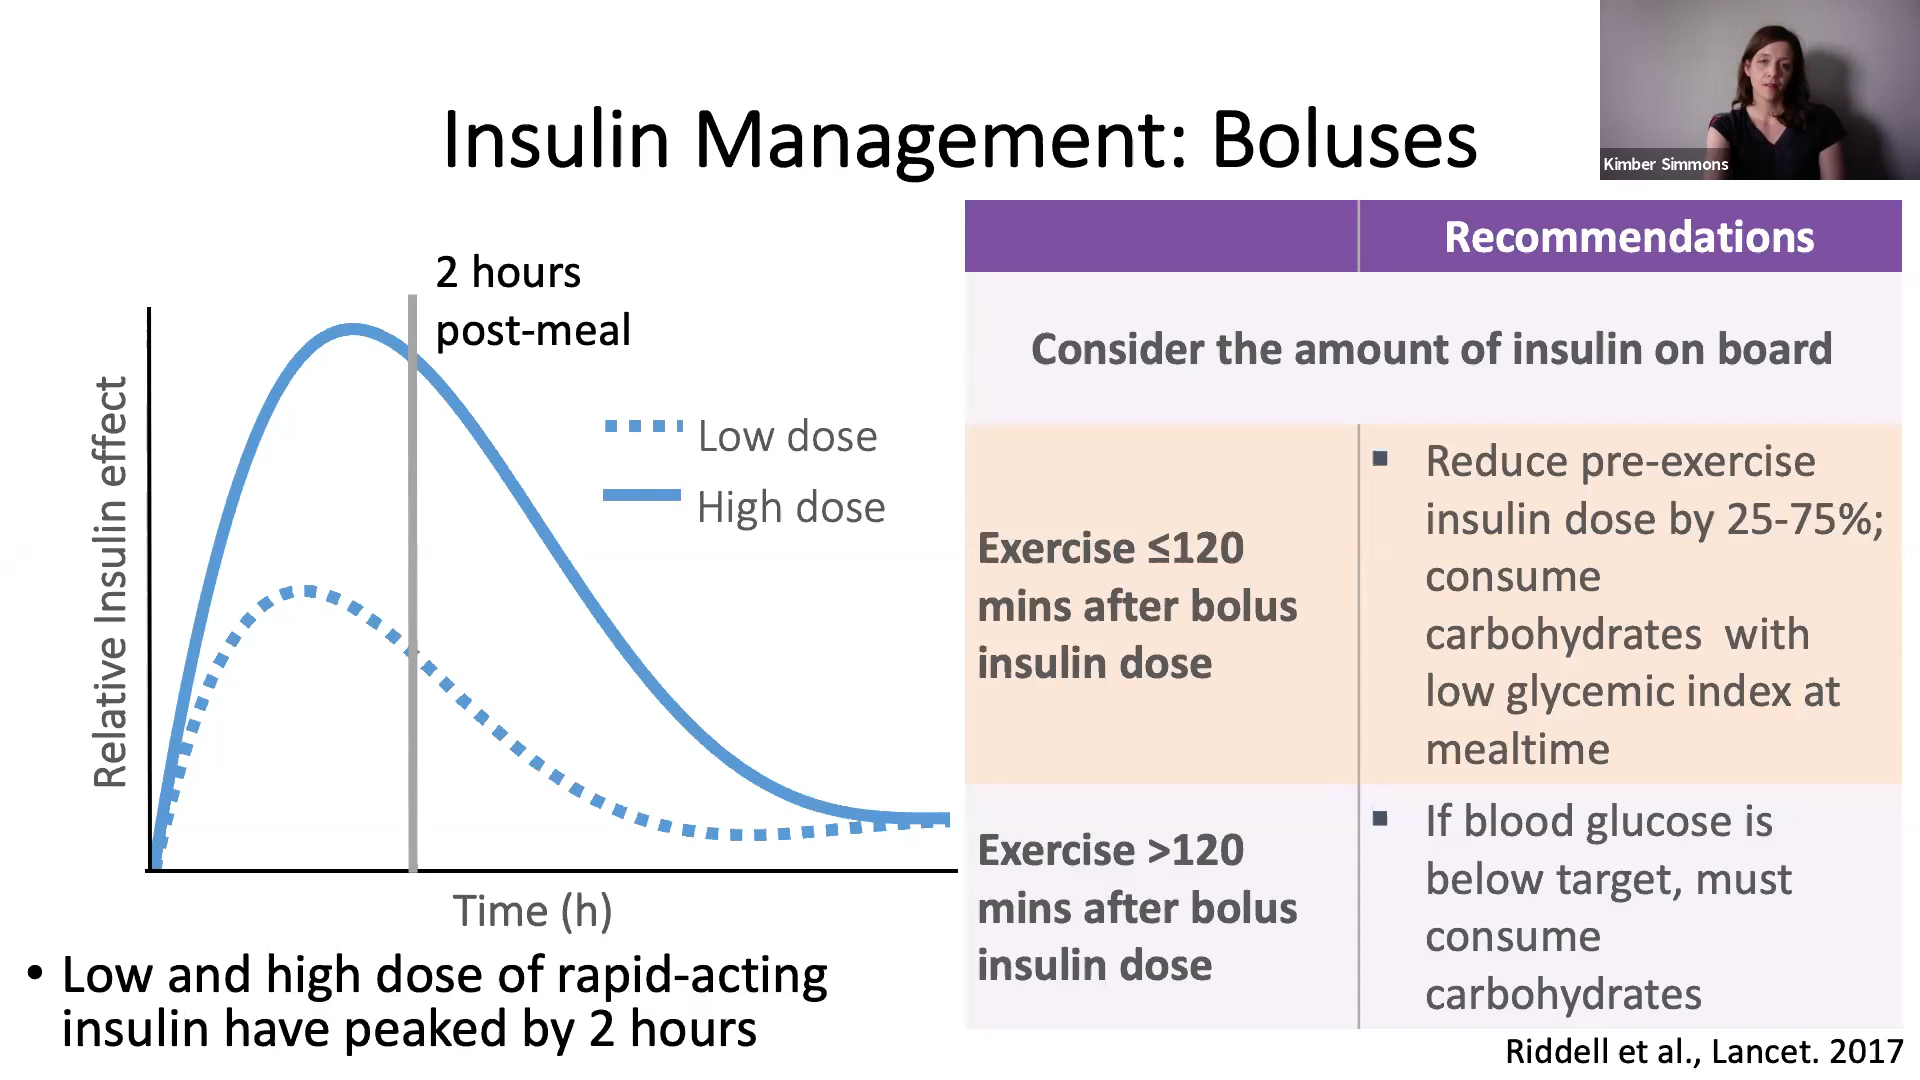 Insulin Management: Boluses
Kimber Simmons
2 hours
post-meal
Low dose
High dose
Relative Insulin effect
Time (h)
• Low and high dose of rapid-acting
insulin have peaked by 2 hours
Recommendations
Consider the amount of insulin on board
Exercise ≤120
mins after bolus
insulin dose
▪ Reduce pre-exercise
insulin dose by 25-75%;
consume
carbohydrates with
low glycemic index at
mealtime
Exercise >120
mins after bolus
insulin dose
▪ If blood glucose is
below target, must
consume
carbohydrates
Riddell et al., Lancet. 2017